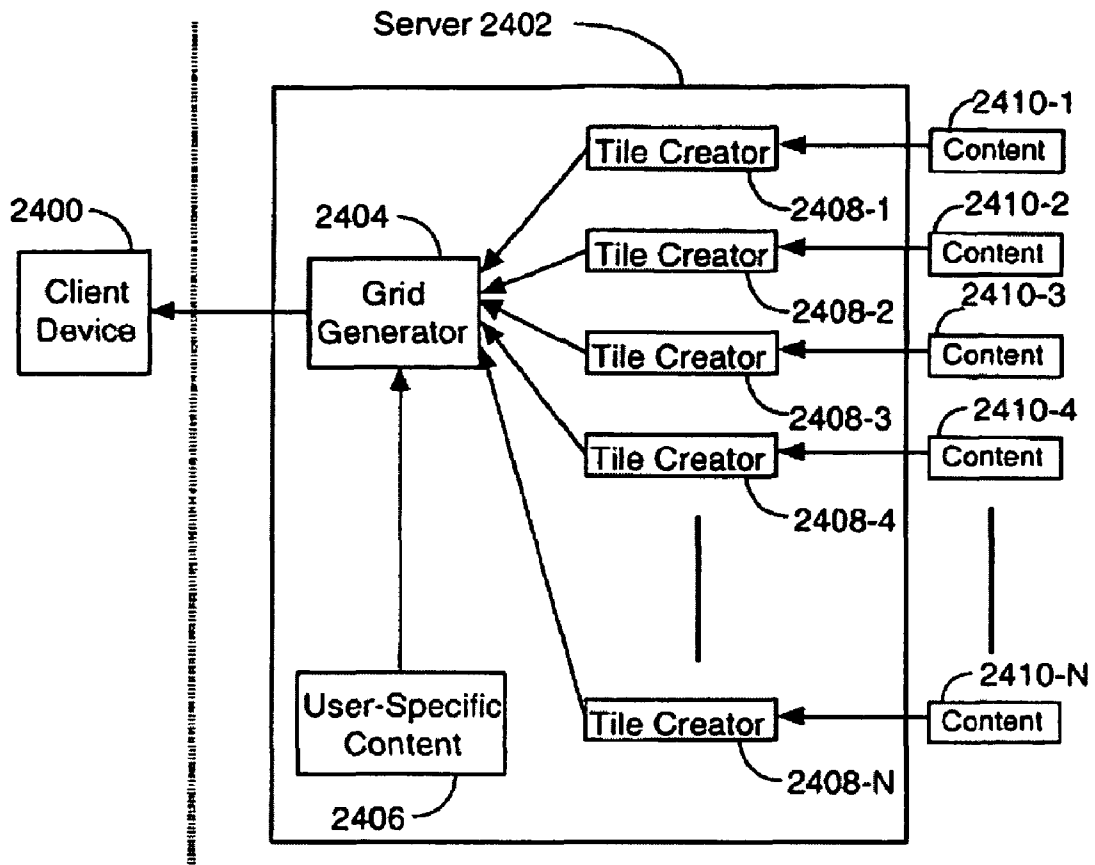 Server 2402
2410-1
Tile Creator
Content
2408-1
2400
2404
2410-2
Client
Device
Grid
Generator
Tile Creator
Content
2408-2
2410-3
Tile Creator
Content
2408-3
2410-4
Tile Creator
Content
2408-4
2410-N
User-Specific
Content
Tile Creator
Content
2408-N
2406